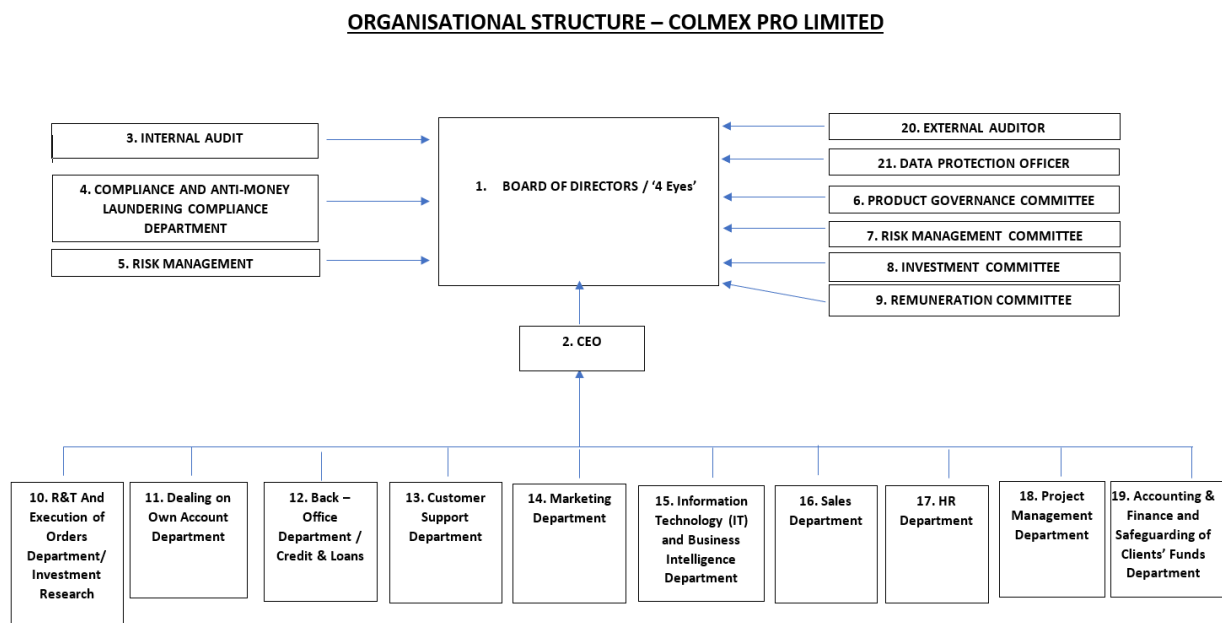 ORGANISATIONAL STRUCTURE – COLMEX PRO LIMITED
3. INTERNAL AUDIT
4. COMPLIANCE AND ANTI-MONEY
LAUNDERING COMPLIANCE
DEPARTMENT
5. RISK MANAGEMENT
1. BOARD OF DIRECTORS / ‘4 Eyes’
20. EXTERNAL AUDITOR
21. DATA PROTECTION OFFICER
6. PRODUCT GOVERNANCE COMMITTEE
7. RISK MANAGEMENT COMMITTEE
8. INVESTMENT COMMITTEE
9. REMUNERATION COMMITTEE
2. CEO
10. R&T And
Execution of
Orders
Department/
Investment
Research
11. Dealing on
Own Account
Department
12. Back –
Office
Department /
Credit & Loans
13. Customer
Support
Department
14. Marketing
Department
15. Information
Technology (IT)
and Business
Intelligence
Department
16. Sales
Department
17. HR
Department
18. Project
Management
Department
19. Accounting &
Finance and
Safeguarding of
Clients’ Funds
Department